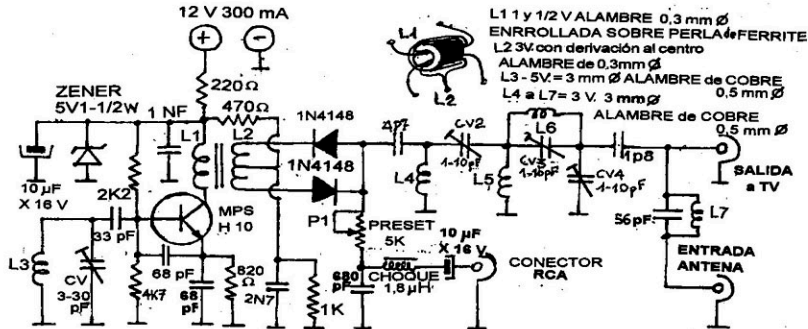 12 V 300 mA
+
-
L1 1 y 1/2 V ALAMBRE 0,3 mm Ø
ENRROLLADA SOBRE PERLA de FERRITE
L2 3V. con derivación al centro
ALAMBRE de 0,3mm Ø
L3 - 5V. = 3 mm Ø ALAMBRE de COBRE
0,5 mm Ø
L4 a L7 = 3 V. 3 mm Ø
ALAMBRE de COBRE
0,5 mm Ø
L1
L2
ZENER
5V1-1/2W
220Ω
470Ω
1 NF
L1
L2
1N4148
1N4148
4P7
CV2
1-10pF
L6
CV3
1-10pF
CV4
1-10pF
1p8
SALIDA
a TV
L4
L5
10 µF
X 16 V
2K2
33 pF
MPS
H 10
P1
PRESET
5K
10 µF
X 16 V
56pF
L7
ENTRADA
ANTENA
L3
CV
3-30
pF
4K7
68 pF
68
pF
820
Ω
2N7
1K
680
pF
CHOQUE
1,8 µH
CONECTOR
RCA